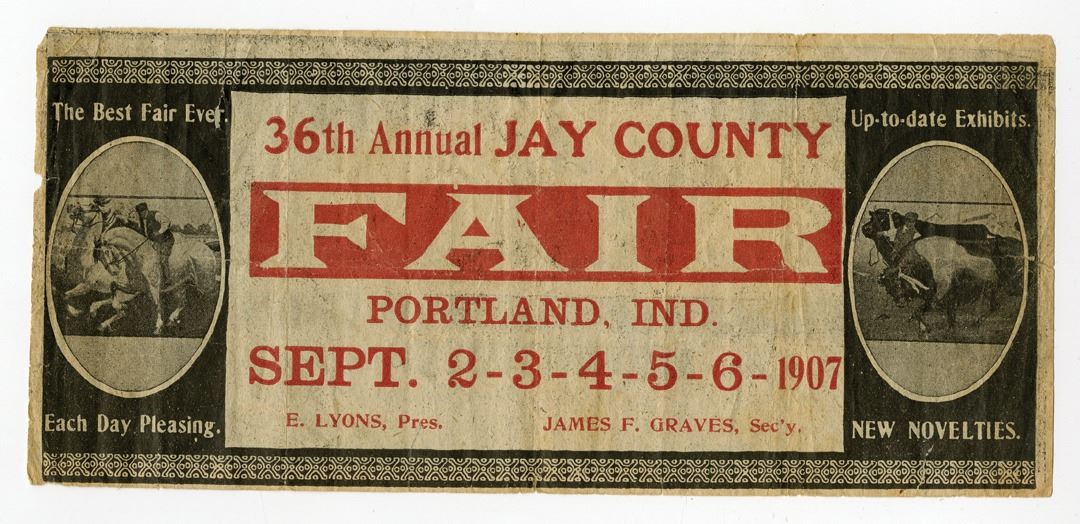 The Best Fair Ever.
Each Day Pleasing.
36th Annual JAY COUNTY
FAIR
PORTLAND, IND.
SEPT. 2-3-4-5-6-1907
E. LYONS, Pres. JAMES F. GRAVES, Sec'y.
Up-to-date Exhibits.
NEW NOVELTIES.